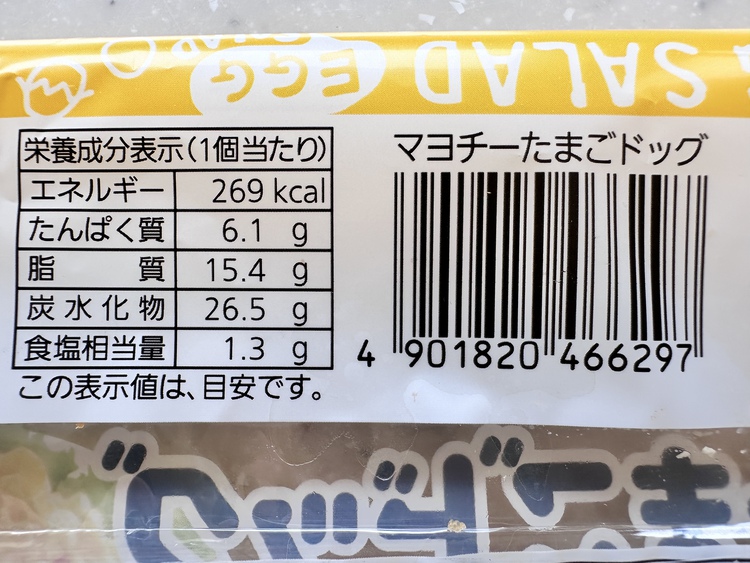 EGG SALAD
栄養成分表示(1個当たり)
エネルギー 269 kcal
たんぱく質 6.1 g
脂質 15.4 g
炭水化物 26.5 g
食塩相当量 1.3 g
この表示値は、目安です。
マヨチーたまごドッグ
4 901820 466297